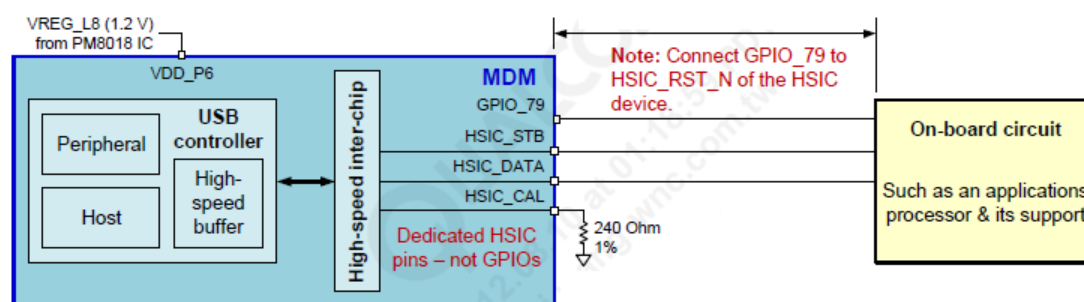 VREG_L8 (1.2 V)
from PM8018 IC
VDD_P6
MDM
Note: Connect GPIO_79 to
HSIC_RST_N of the HSIC
device.
USB
controller
Peripheral
Host
High-
speed
buffer
High-speed inter-chip
GPIO_79
HSIC_STB
HSIC_DATA
HSIC_CAL
Dedicated HSIC
pins – not GPIOs
240 Ohm
1%
On-board circuit
Such as an applications
processor & its support